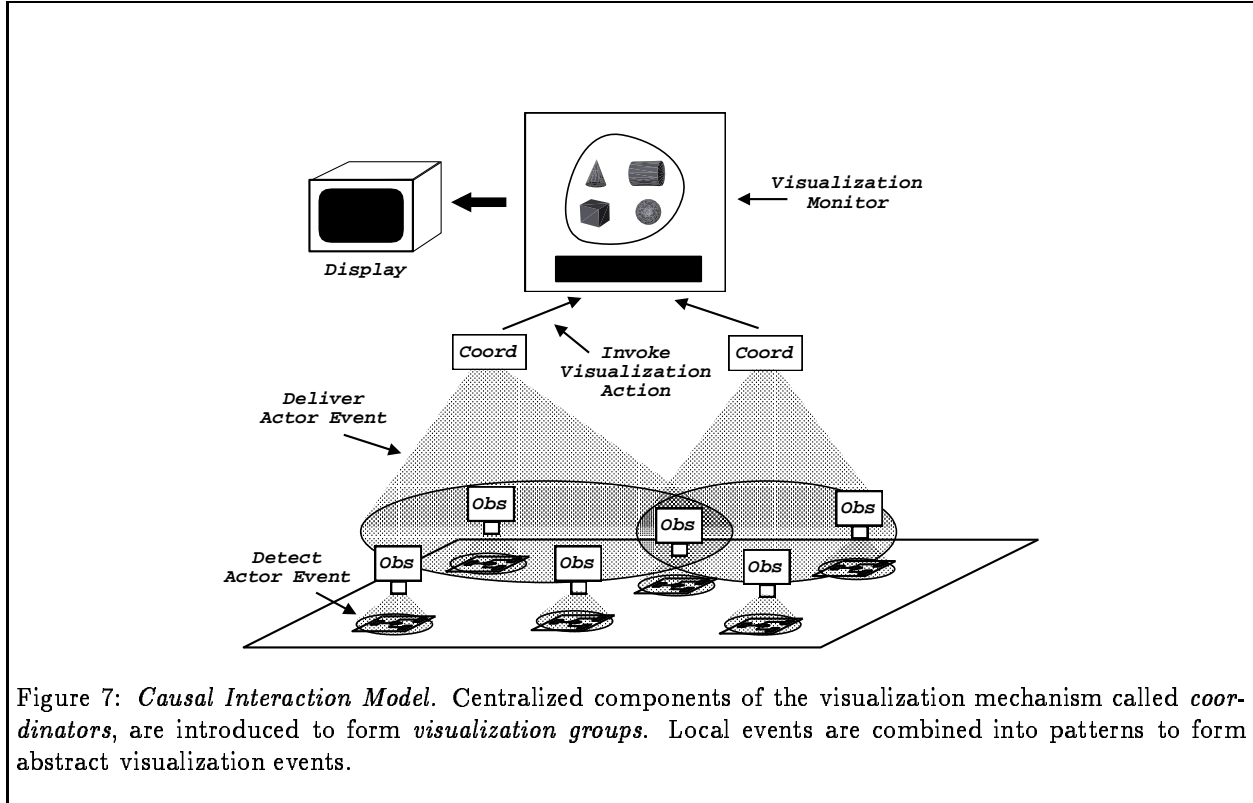 Visualization
Monitor
Display
Coord
Invoke
Visualization
Action
Coord
Deliver
Actor Event
Obs
Obs
Obs
Detect
Actor Event
Obs
Obs
Obs
Figure 7: Causal Interaction Model. Centralized components of the visualization mechanism called coor-
dinators, are introduced to form visualization groups. Local events are combined into patterns to form
abstract visualization events.